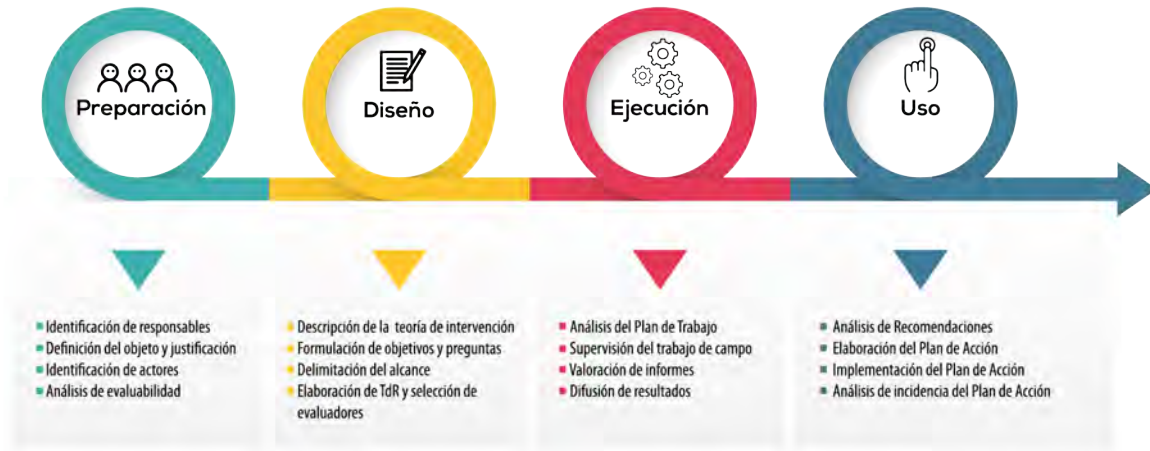 Preparación
Diseño
Ejecución
Uso
Identificación de responsables
Definición del objeto y justificación
Identificación de actores
Análisis de evaluabilidad
Descripción de la teoría de intervención
Formulación de objetivos y preguntas
Delimitación del alcance
Elaboración de TdR y selección de
evaluadores
Análisis del Plan de Trabajo
Supervisión del trabajo de campo
Valoración de informes
Difusión de resultados
Análisis de Recomendaciones
Elaboración del Plan de Acción
Implementación del Plan de Acción
Análisis de incidencia del Plan de Acción